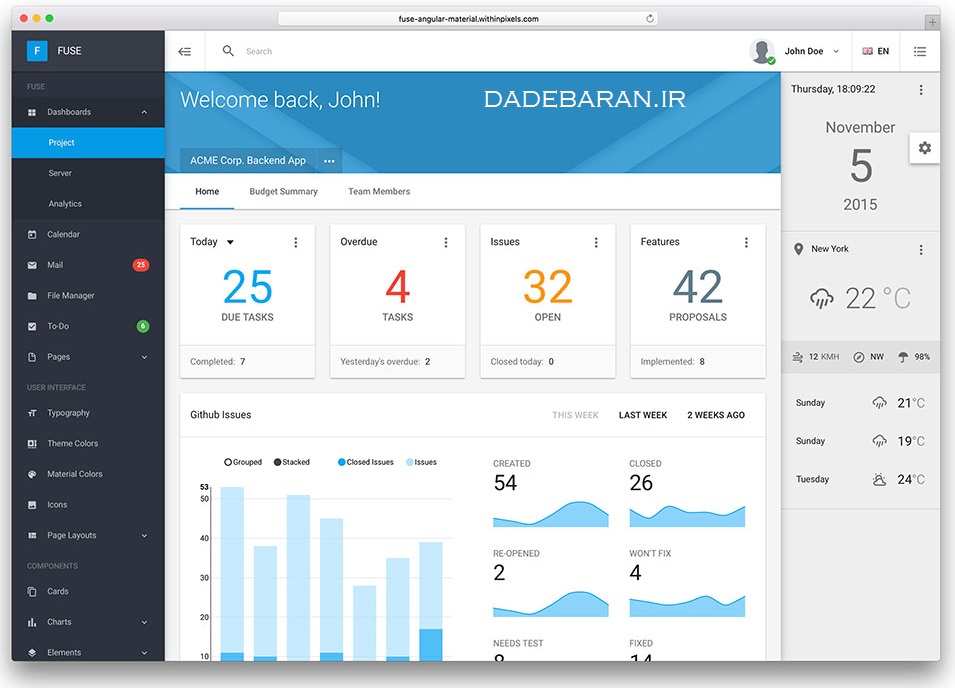 fuse-angular-material.withinpixels.com
F FUSE
Search
John Doe
EN
FUSE
Dashboards
Project
Server
Analytics
Calendar
Mail 25
File Manager
To-Do 6
Pages
USER INTERFACE
Typography
Theme Colors
Material Colors
Icons
Page Layouts
COMPONENTS
Cards
Charts
Elements
Welcome back, John!
DADEBARAN.IR
ACME Corp. Backend App
Home Budget Summary Team Members
Today
25
DUE TASKS
Completed: 7
Overdue
4
TASKS
Yesterday's overdue: 2
Issues
32
OPEN
Closed today: 0
Features
42
PROPOSALS
Implemented: 8
Github Issues
THIS WEEK LAST WEEK 2 WEEKS AGO
Grouped Stacked Closed Issues Issues
53
50
40
30
20
10
CREATED
54
CLOSED
26
RE-OPENED
2
WON'T FIX
4
NEEDS TEST
FIXED
14
Thursday, 18:09:22
November
5
2015
New York
22 °C
12 KMH NW 98%
Sunday 21°C
Sunday 19°C
Tuesday 24°C